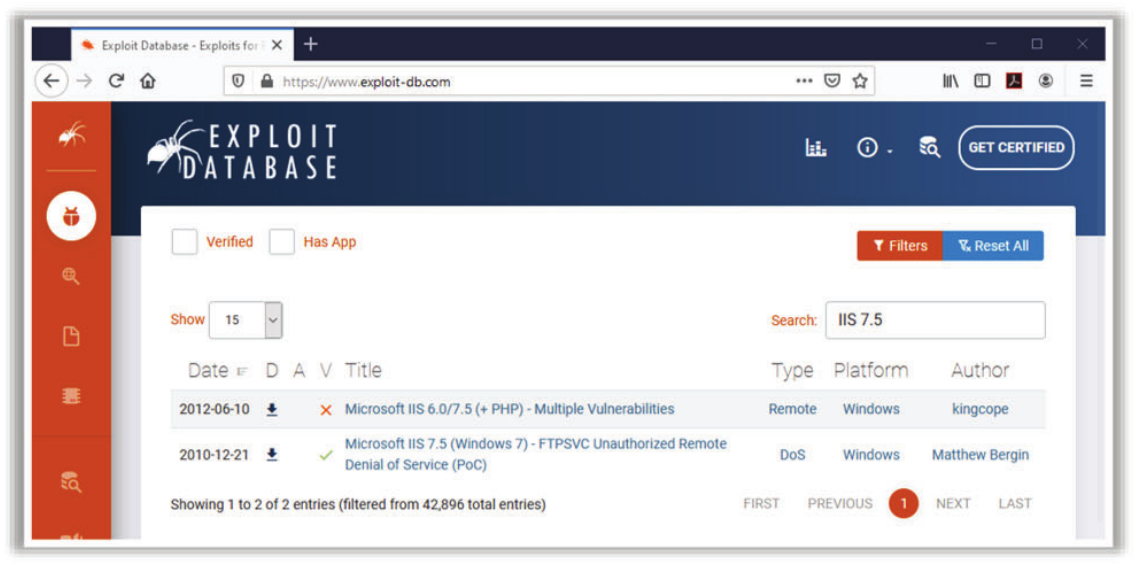 Exploit Database - Exploits for
https://www.exploit-db.com
EXPLOIT
DATABASE
GET CERTIFIED
Verified Has App
Filters Reset All
Show 15 Search: IIS 7.5
Date D A V Title Type Platform Author
2012-06-10 Microsoft IIS 6.0/7.5 (+ PHP) - Multiple Vulnerabilities Remote Windows kingcope
Microsoft IIS 7.5 (Windows 7) - FTPSVC Unauthorized Remote
2010-12-21 Denial of Service (PoC) DoS Windows Matthew Bergin
Showing 1 to 2 of 2 entries (filtered from 42,896 total entries) FIRST PREVIOUS 1 NEXT LAST